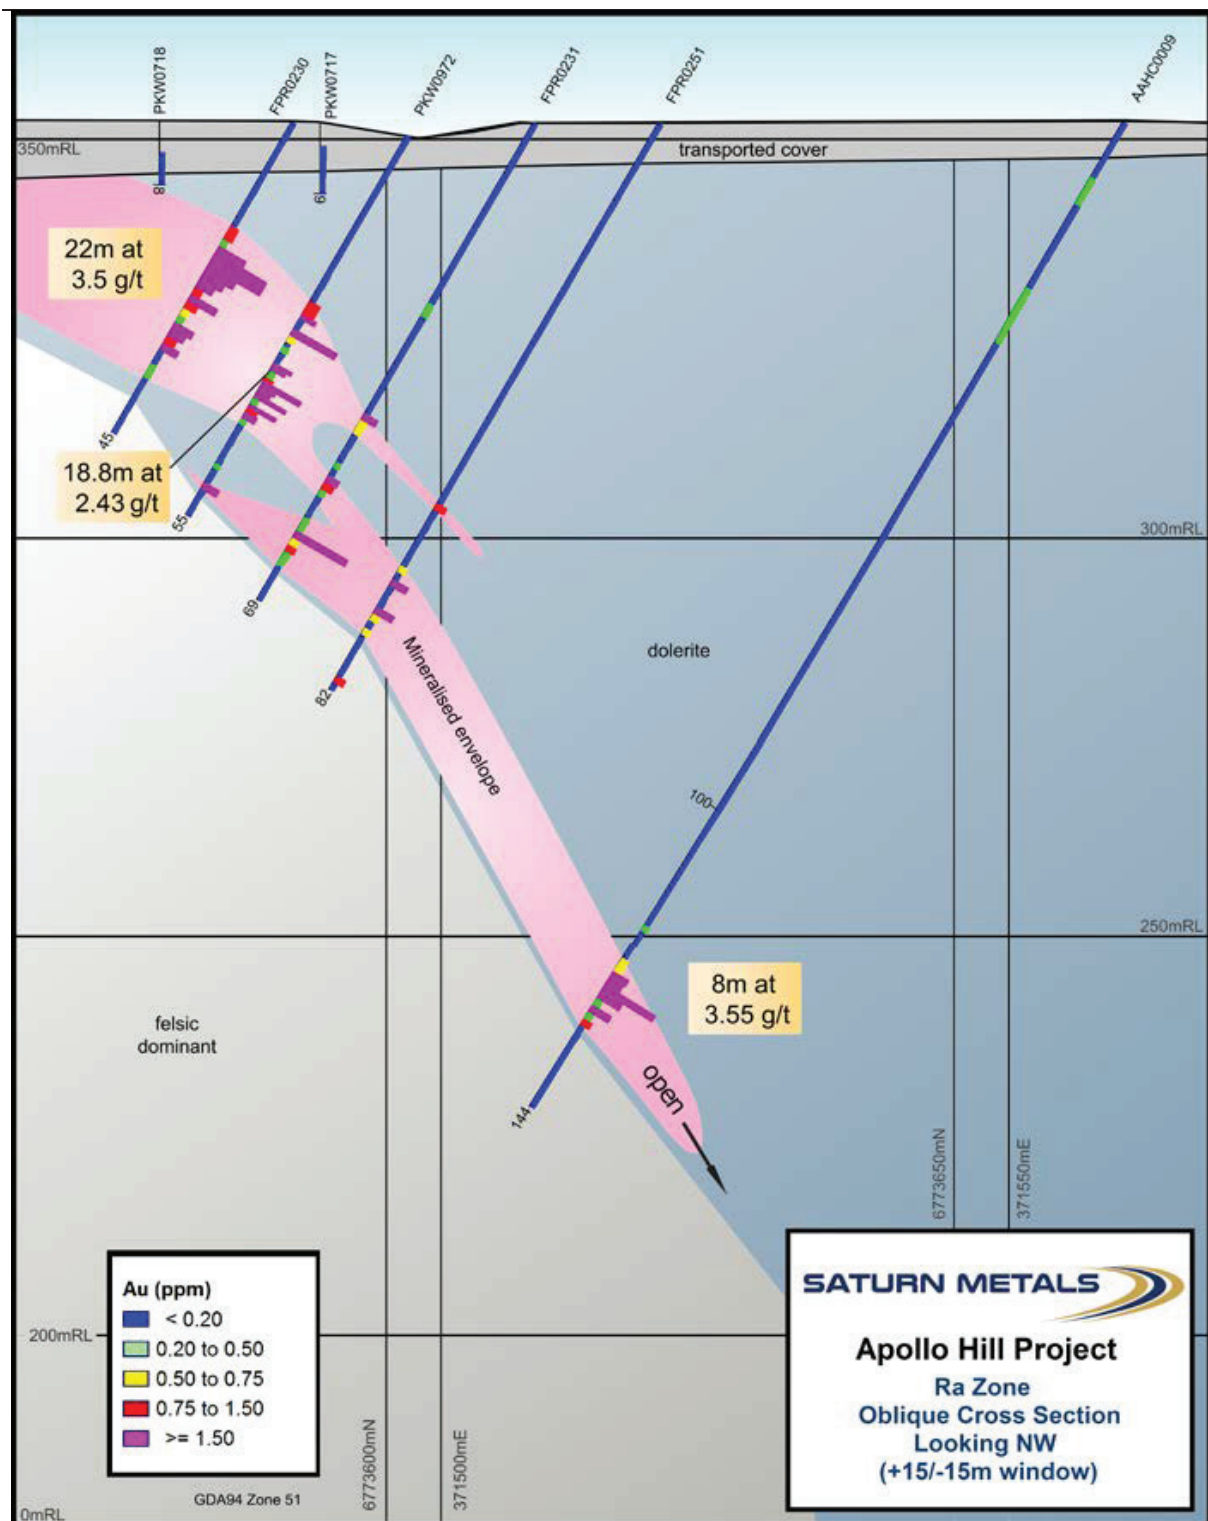 PKW0718
FPR0230
PKW0717
PKW0972
FPR0231
FPR0251
AAHC0009
350mRL
transported cover
8
9
22m at
3.5 g/t
45
18.8m at
2.43 g/t
55
300mRL
69
dolerite
82
Mineralised envelope
100
250mRL
8m at
3.55 g/t
felsic
dominant
open
144
6773650mN
371550mE
Au (ppm)
< 0.20
0.20 to 0.50
0.50 to 0.75
0.75 to 1.50
>= 1.50
200mRL
SATURN METALS
Apollo Hill Project
Ra Zone
Oblique Cross Section
Looking NW
(+15/-15m window)
6773600mN
371500mE
GDA94 Zone 51
0mRL